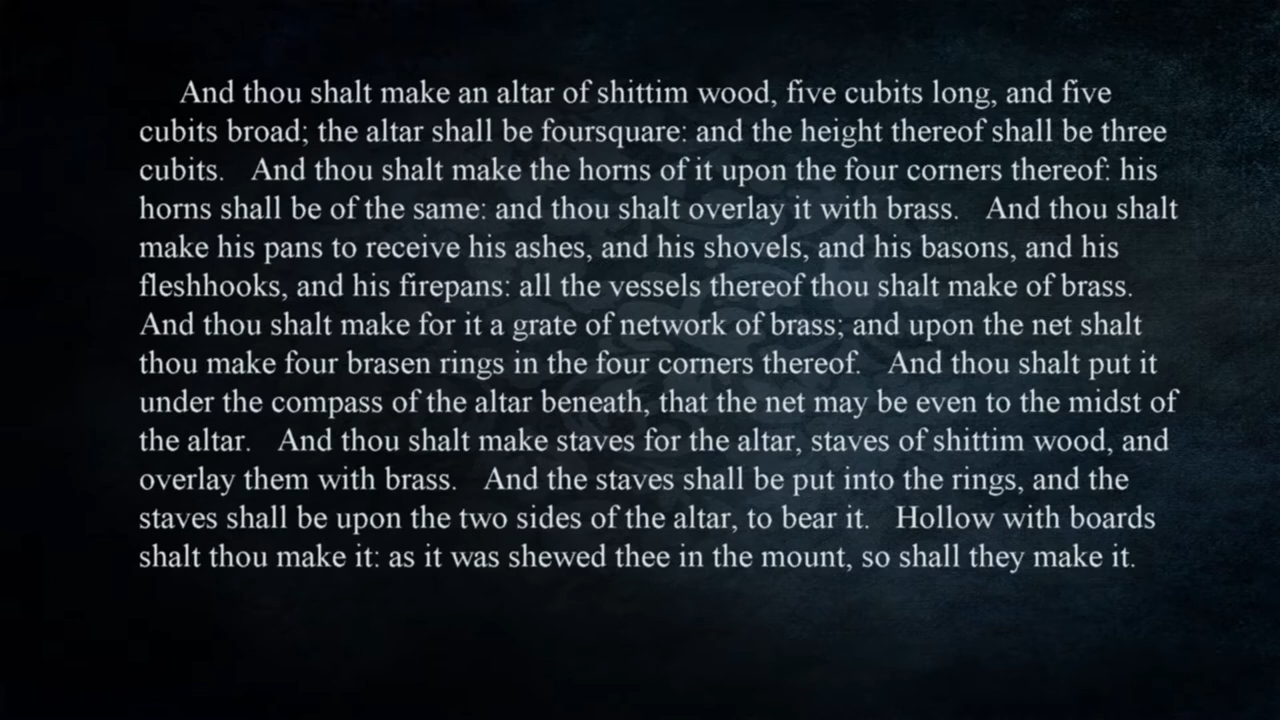 And thou shalt make an altar of shittim wood, five cubits long, and five
cubits broad; the altar shall be foursquare: and the height thereof shall be three
cubits.   And thou shalt make the horns of it upon the four corners thereof: his
horns shall be of the same: and thou shalt overlay it with brass.   And thou shalt
make his pans to receive his ashes, and his shovels, and his basons, and his
fleshhooks, and his firepans: all the vessels thereof thou shalt make of brass.
And thou shalt make for it a grate of network of brass; and upon the net shalt
thou make four brasen rings in the four corners thereof.   And thou shalt put it
under the compass of the altar beneath, that the net may be even to the midst of
the altar.   And thou shalt make staves for the altar, staves of shittim wood, and
overlay them with brass.   And the staves shall be put into the rings, and the
staves shall be upon the two sides of the altar, to bear it.   Hollow with boards
shalt thou make it: as it was shewed thee in the mount, so shall they make it.